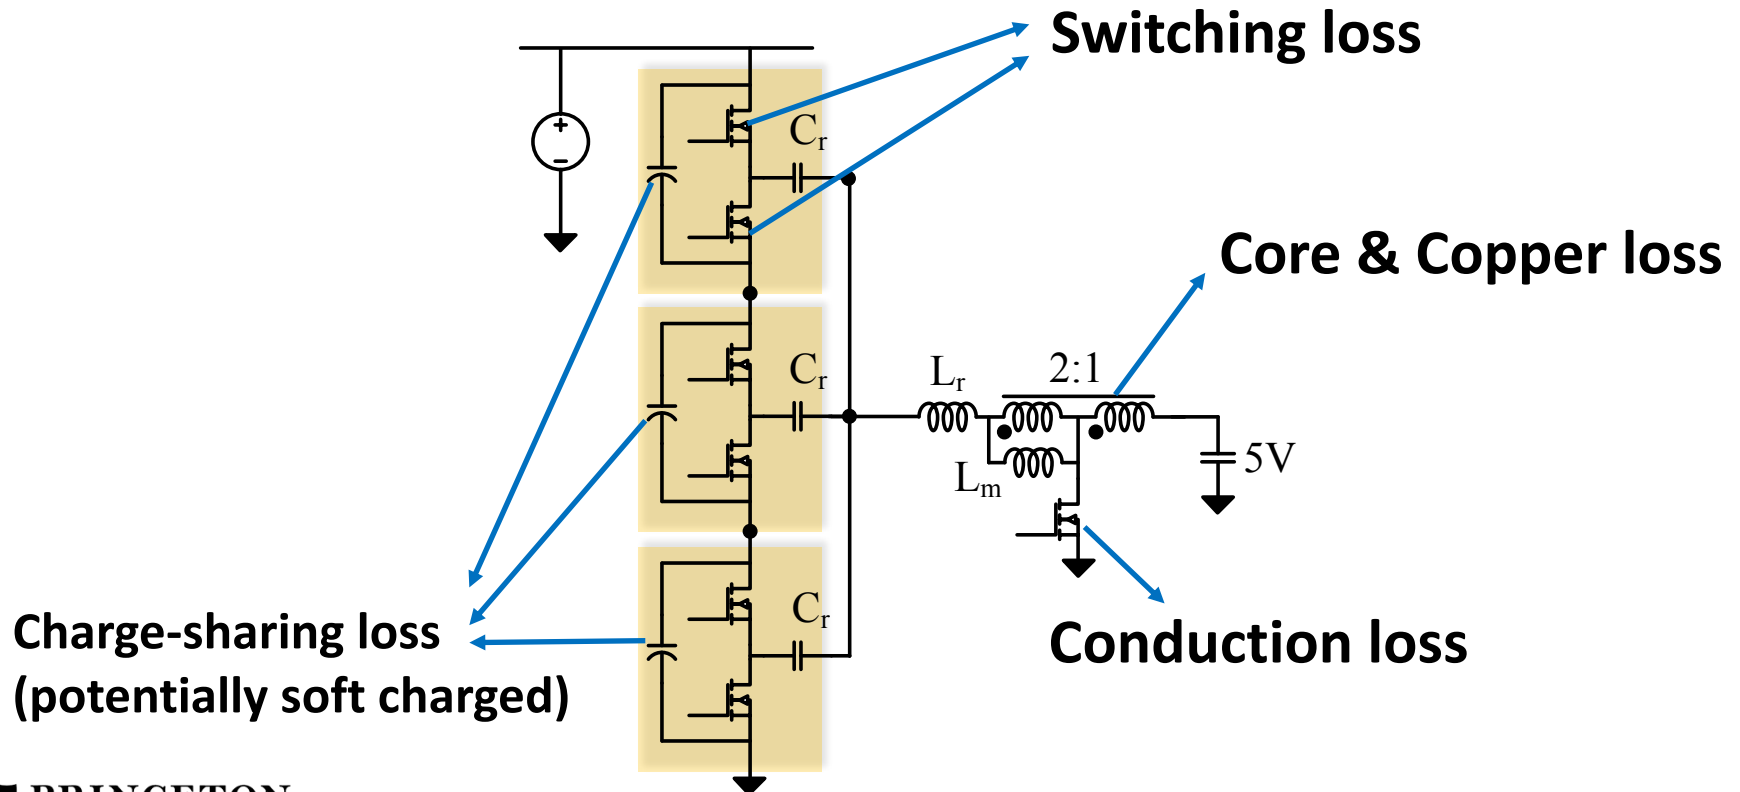 Switching loss
+
−
Cr
Core & Copper loss
Cr
Lr
2:1
Lm
5V
Charge-sharing loss
(potentially soft charged)
Cr
Conduction loss
PRINCETON